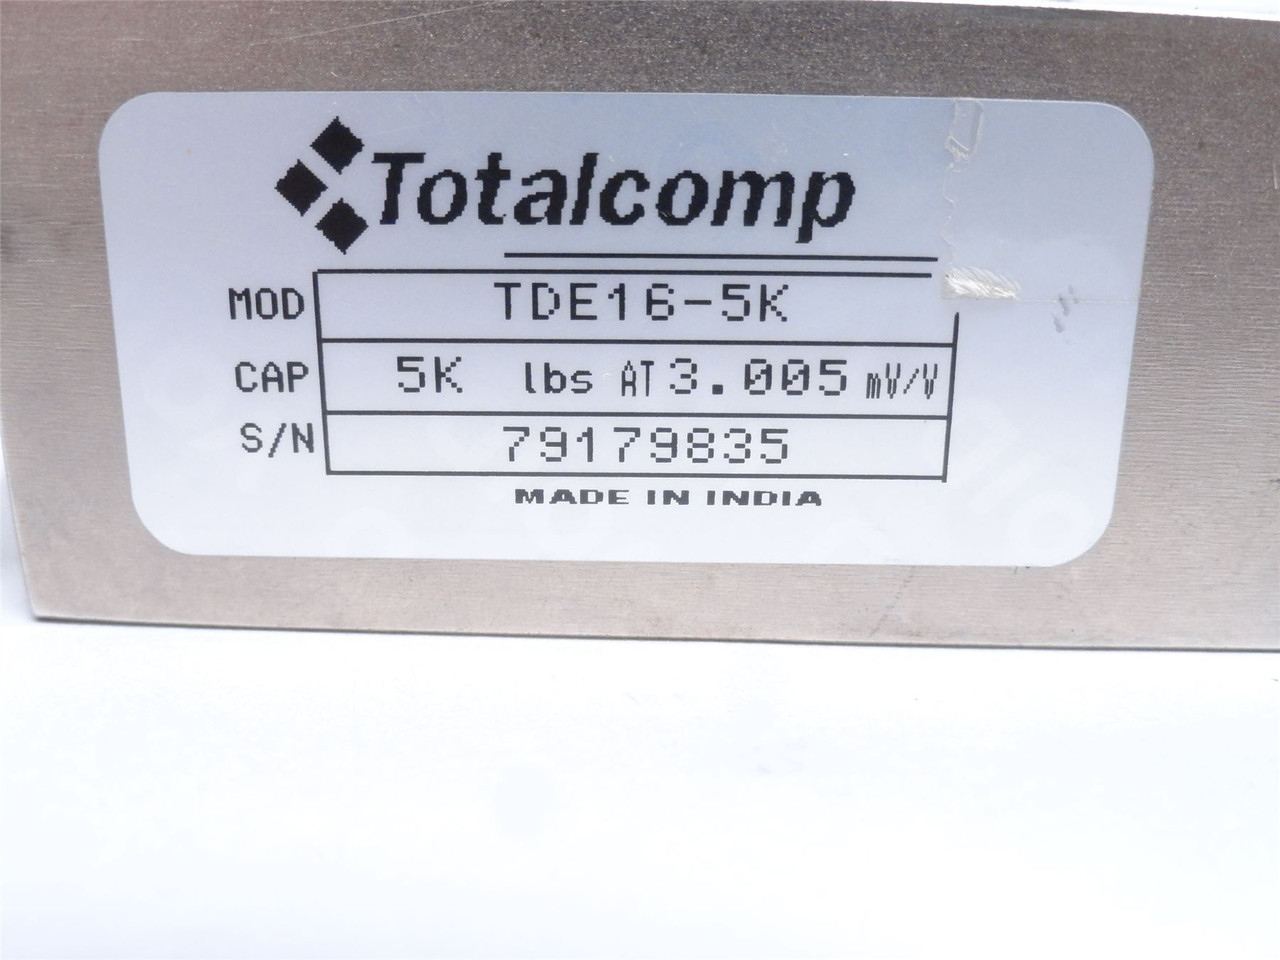 Totalcomp
MOD TDE16-5K
CAP 5K lbs AT 3.005 mV/V
S/N 79179835
MADE IN INDIA